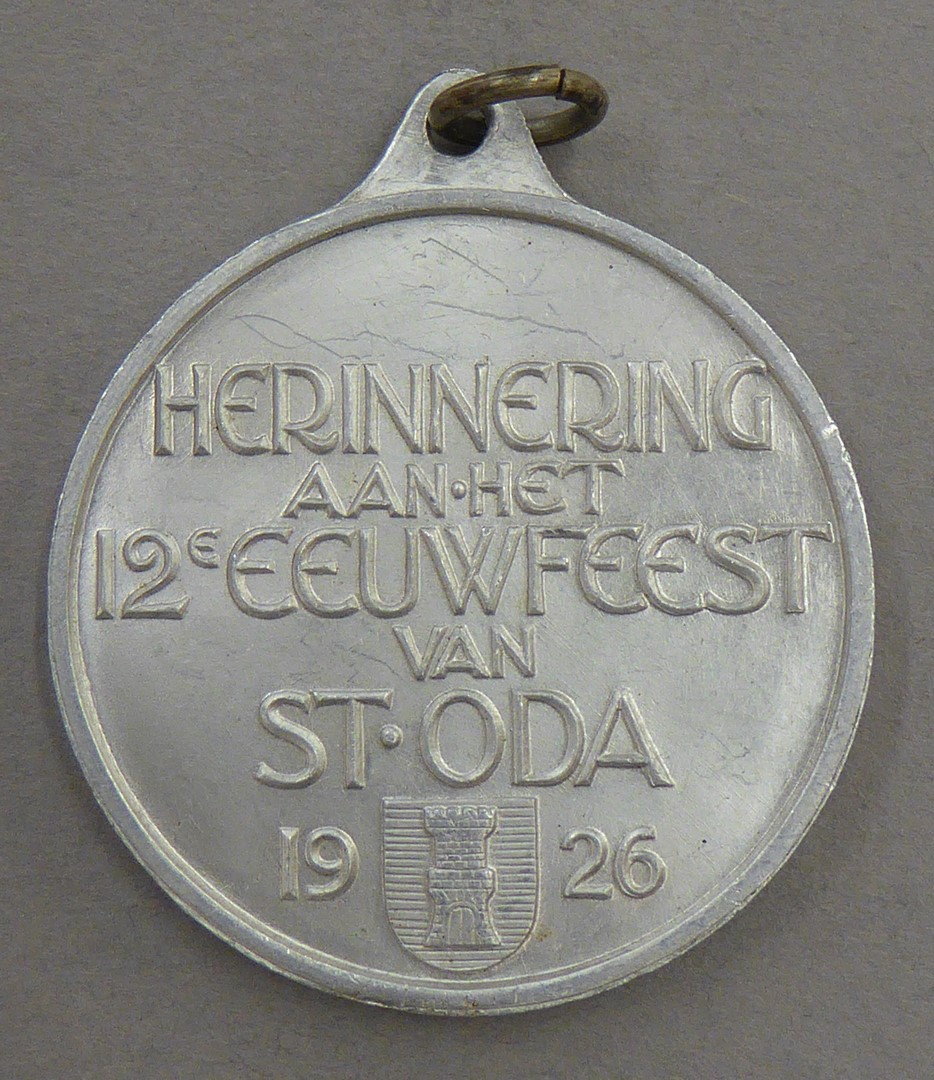 HERINNERING
AAN·HET
12E EEUWFEEST
VAN
ST·ODA
19 26